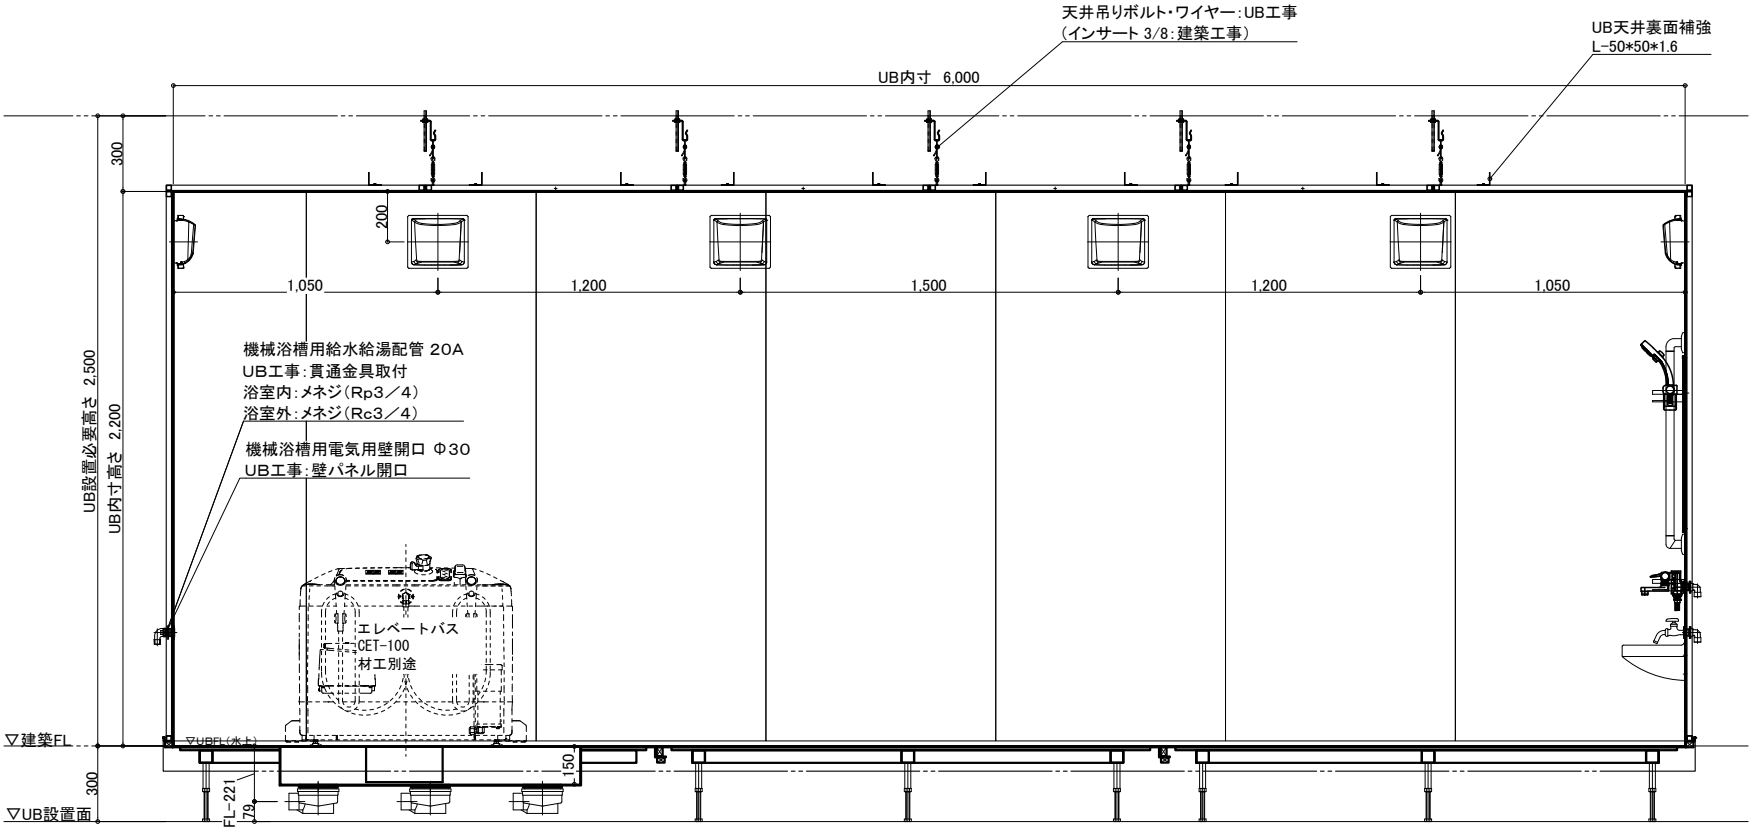 天井吊りボルト・ワイヤー：UB工事
（インサート 3/8：建築工事）
UB天井裏面補強
L-50*50*1.6
UB内寸 6,000
300
200
1,050
1,200
1,500
1,200
1,050
機械浴槽用給水給湯配管 20A
UB工事：貫通金具取付
浴室内：メネジ（Rp3／4）
浴室外：メネジ（Rc3／4）
機械浴槽用電気用壁開口 Φ30
UB工事：壁パネル開口
UB設置必要高さ 2,500
UB内寸高さ 2,200
エレベートバス
CET-100
材工別途
▽建築FL
▽UBFL(水上)
300
FL-221
79
150
▽UB設置面